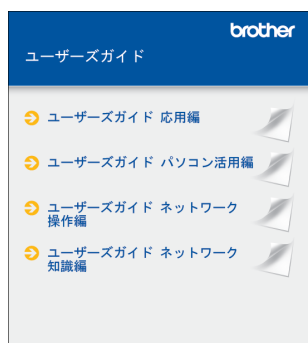 brother
ユーザーズガイド
ユーザーズガイド 応用編
ユーザーズガイド パソコン活用編
ユーザーズガイド ネットワーク
操作編
ユーザーズガイド ネットワーク
知識編